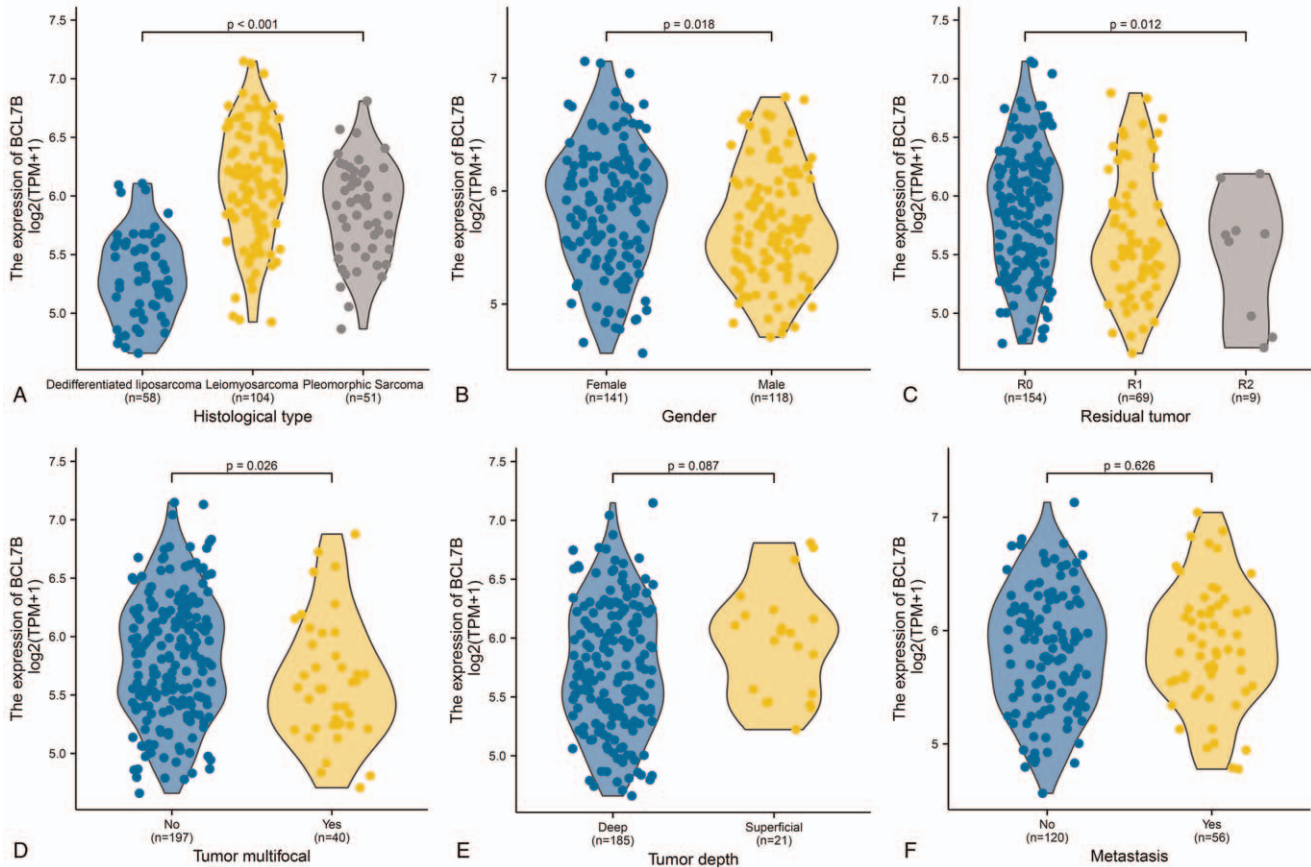 The expression of BCL7B
log2(TPM+1)
7.5
7.0
6.5
6.0
5.5
5.0
p < 0.001
Dedifferentiated liposarcoma
(n=58)
Leiomyosarcoma
(n=104)
Pleomorphic Sarcoma
(n=51)
A
Histological type
The expression of BCL7B
log2(TPM+1)
7
6
5
p = 0.018
Female
(n=141)
Male
(n=118)
B
Gender
The expression of BCL7B
log2(TPM+1)
7.5
7.0
6.5
6.0
5.5
5.0
p = 0.012
R0
(n=154)
R1
(n=69)
R2
(n=9)
C
Residual tumor
The expression of BCL7B
log2(TPM+1)
7.5
7.0
6.5
6.0
5.5
5.0
p = 0.026
No
(n=197)
Yes
(n=40)
D
Tumor multifocal
The expression of BCL7B
log2(TPM+1)
7.5
7.0
6.5
6.0
5.5
5.0
p = 0.087
Deep
(n=185)
Superficial
(n=21)
E
Tumor depth
The expression of BCL7B
log2(TPM+1)
7
6
5
p = 0.626
No
(n=120)
Yes
(n=56)
F
Metastasis